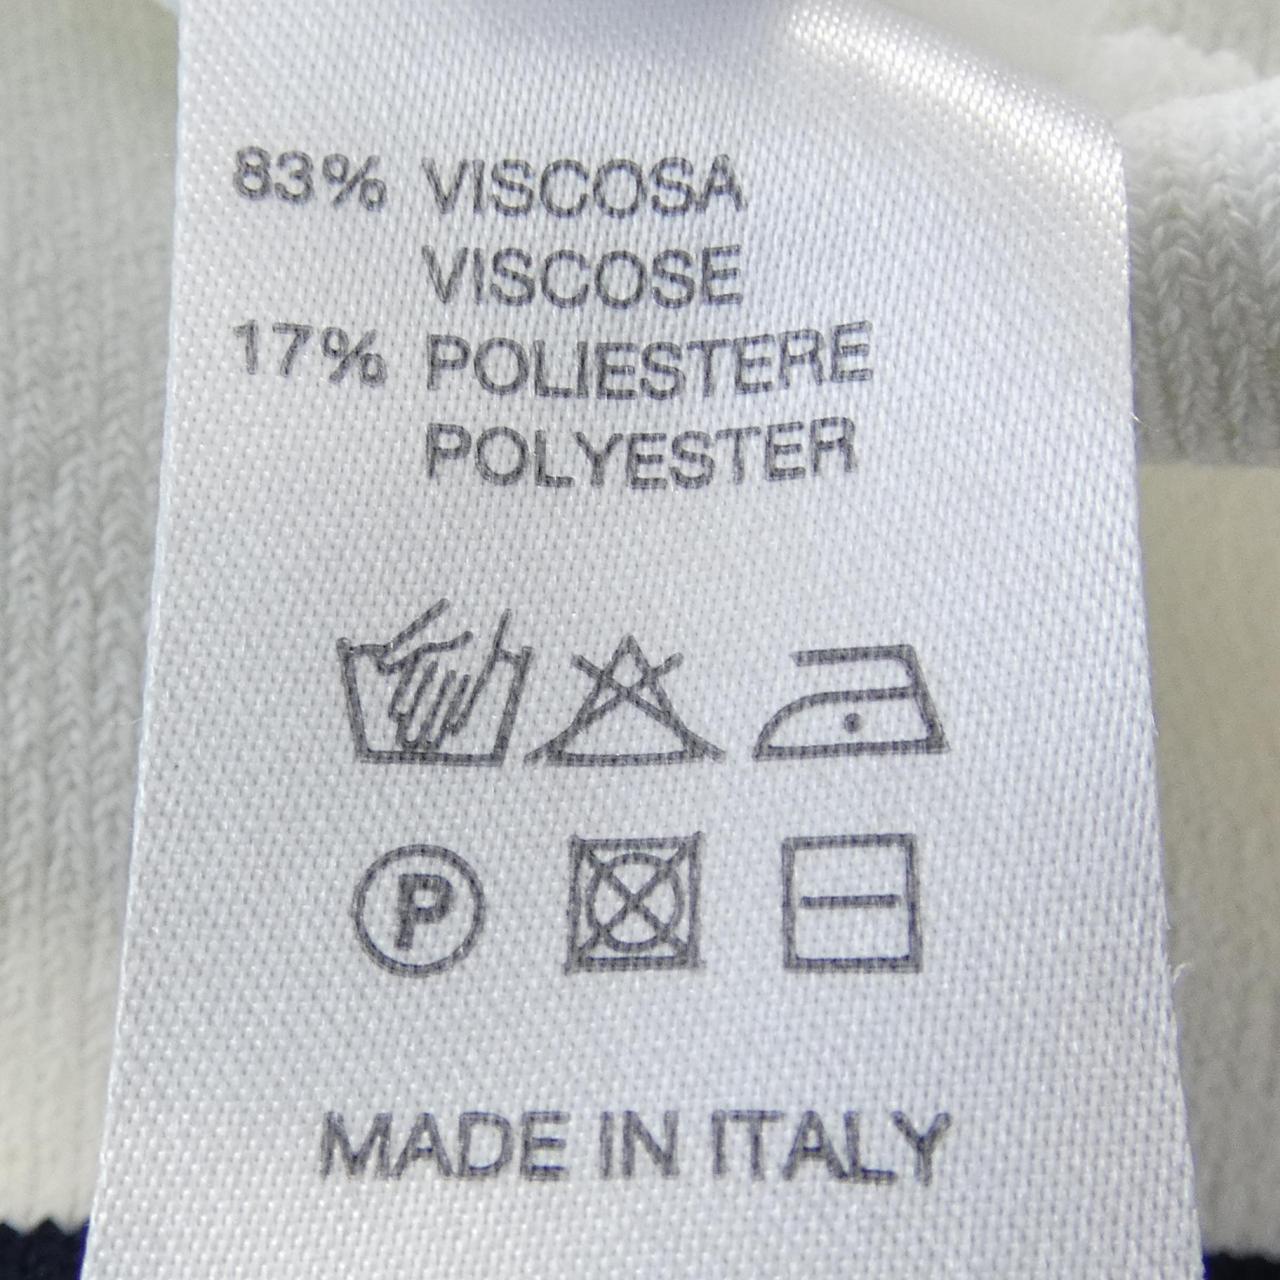 83% VISCOSA
VISCOSE
17% POLIESTERE
POLYESTER
P
MADE IN ITALY